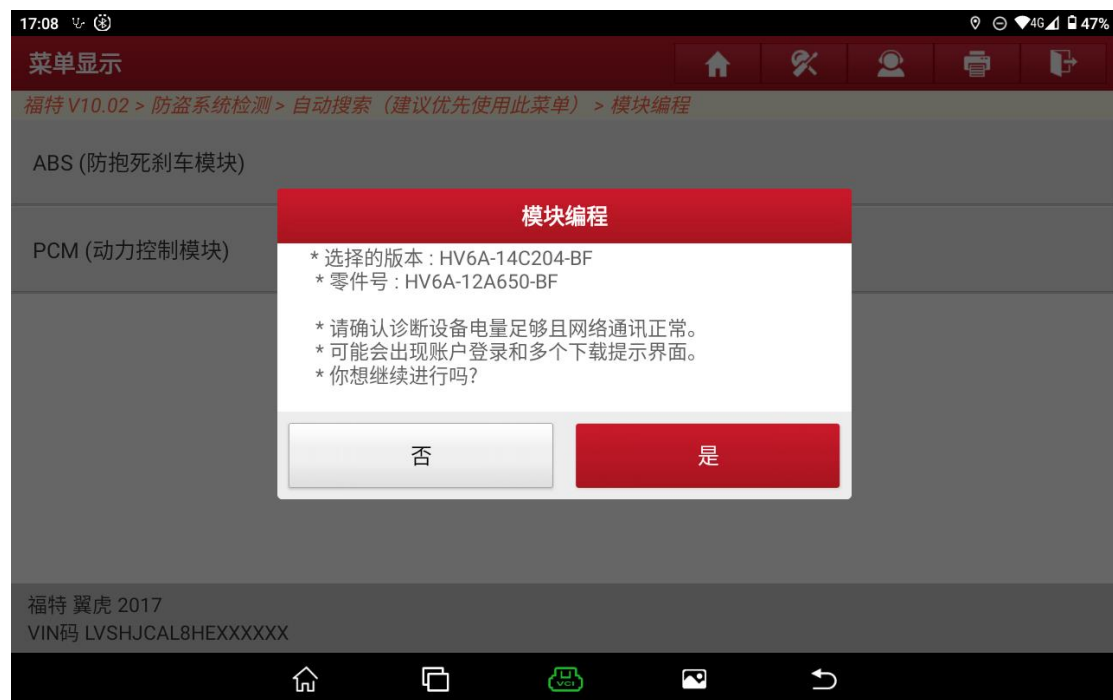 17:08
4G 47%
菜单显示
福特 V10.02 > 防盗系统检测 > 自动搜索（建议优先使用此菜单） > 模块编程
ABS (防抱死刹车模块)
PCM (动力控制模块)
模块编程
* 选择的版本 : HV6A-14C204-BF
* 零件号 : HV6A-12A650-BF
* 请确认诊断设备电量足够且网络通讯正常。
* 可能会出现账户登录和多个下载提示界面。
* 你想继续进行吗?
否
是
福特 翼虎 2017
VIN码 LVSHJCAL8HEXXXXXX
VCI